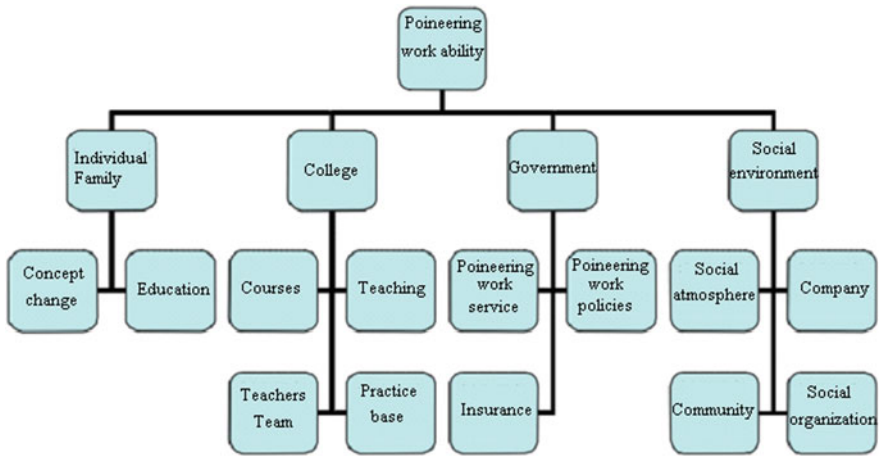 Poineering
work ability
Individual
Family
College
Government
Social
environment
Concept
change
Education
Courses
Teaching
Poineering
work
service
Poineering
work
policies
Social
atmosphere
Company
Teachers
Team
Practice
base
Insurance
Community
Social
organization